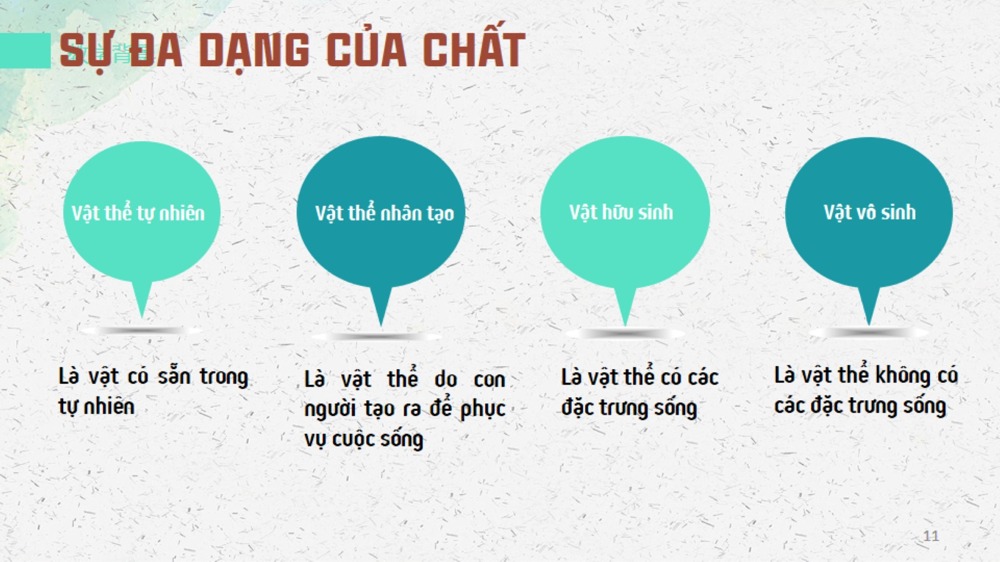 SỰ ĐA DẠNG CỦA CHẤT
Vật thể tự nhiên
Vật thể nhân tạo
Vật hữu sinh
Vật vô sinh
Là vật có sẵn trong
tự nhiên
Là vật thể do con
người tạo ra để phục
vụ cuộc sống
Là vật thể có các
đặc trưng sống
Là vật thể không có
các đặc trưng sống
11